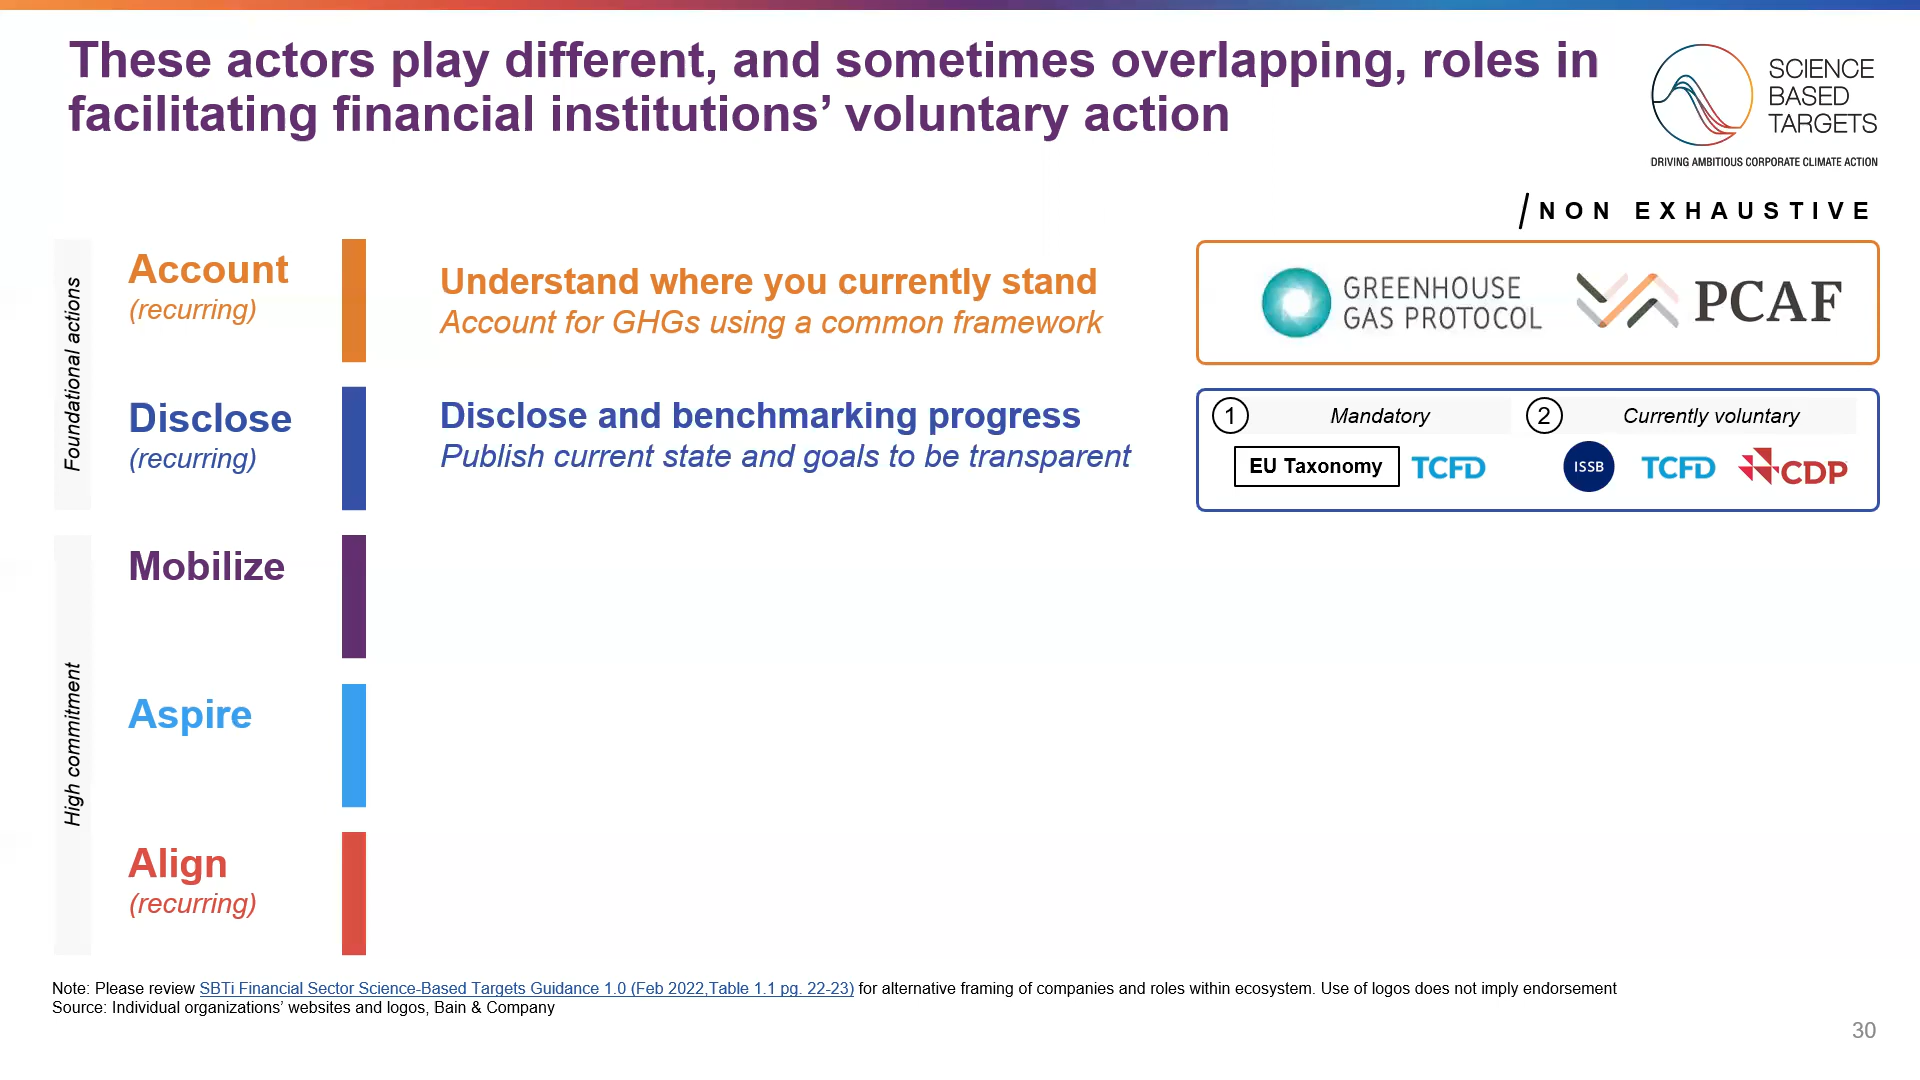 These actors play different, and sometimes overlapping, roles in
facilitating financial institutions’ voluntary action
SCIENCE
BASED
TARGETS
DRIVING AMBITIOUS CORPORATE CLIMATE ACTION
/NON EXHAUSTIVE
Foundational actions
Account
(recurring)
Understand where you currently stand
Account for GHGs using a common framework
GREENHOUSE
GAS PROTOCOL
PCAF
Disclose
(recurring)
Disclose and benchmarking progress
Publish current state and goals to be transparent
1 Mandatory
EU Taxonomy TCFD
2 Currently voluntary
ISSB TCFD CDP
High commitment
Mobilize
Aspire
Align
(recurring)
Note: Please review SBTi Financial Sector Science-Based Targets Guidance 1.0 (Feb 2022,Table 1.1 pg. 22-23) for alternative framing of companies and roles within ecosystem. Use of logos does not imply endorsement
Source: Individual organizations’ websites and logos, Bain & Company
30